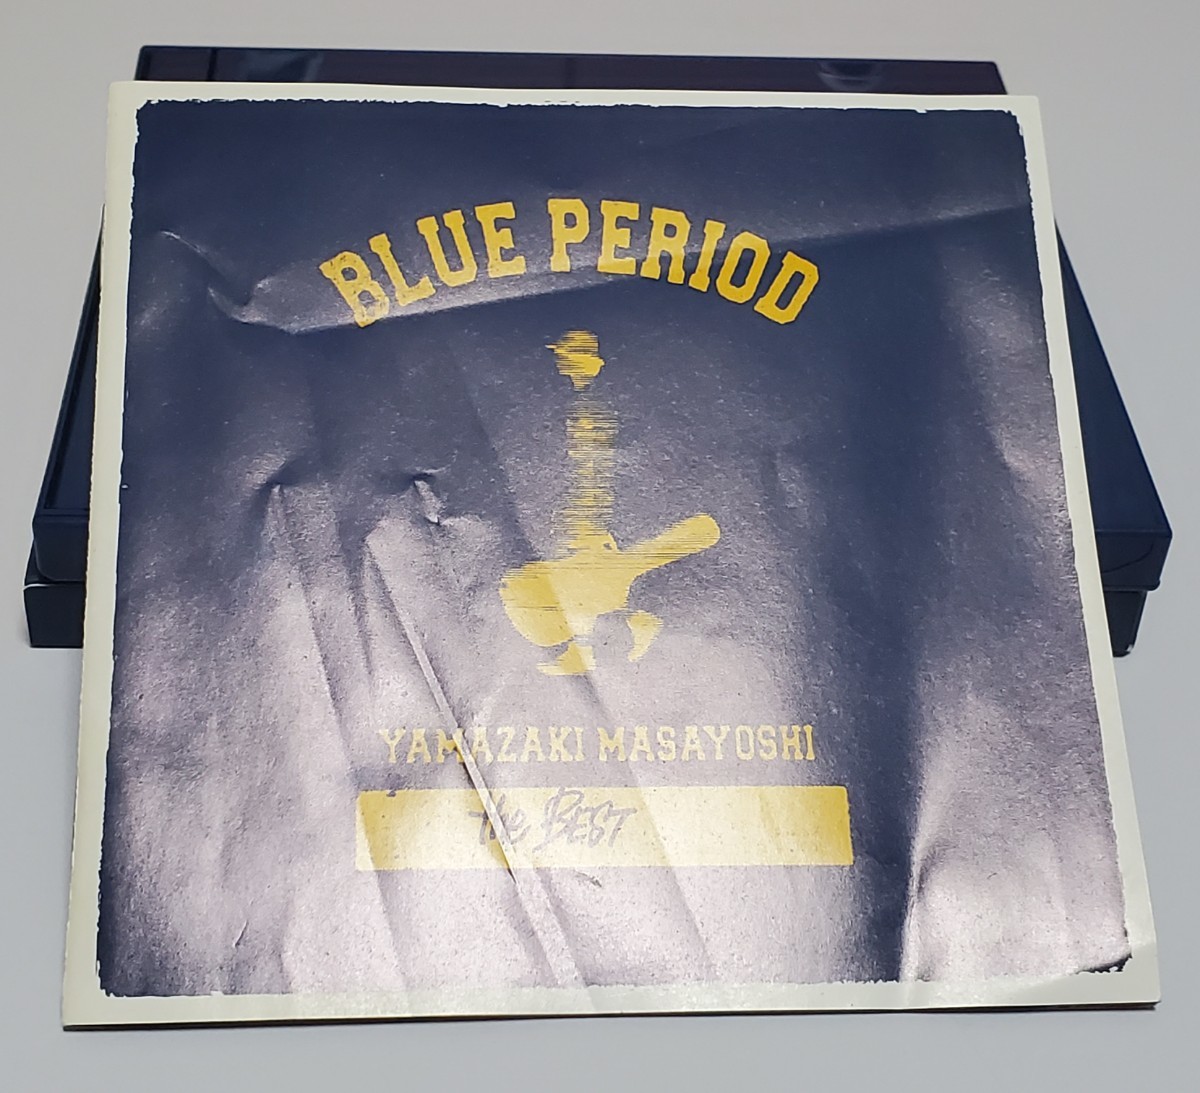 BLUE PERIOD
YAMAZAKI MASAYOSHI
the BEST